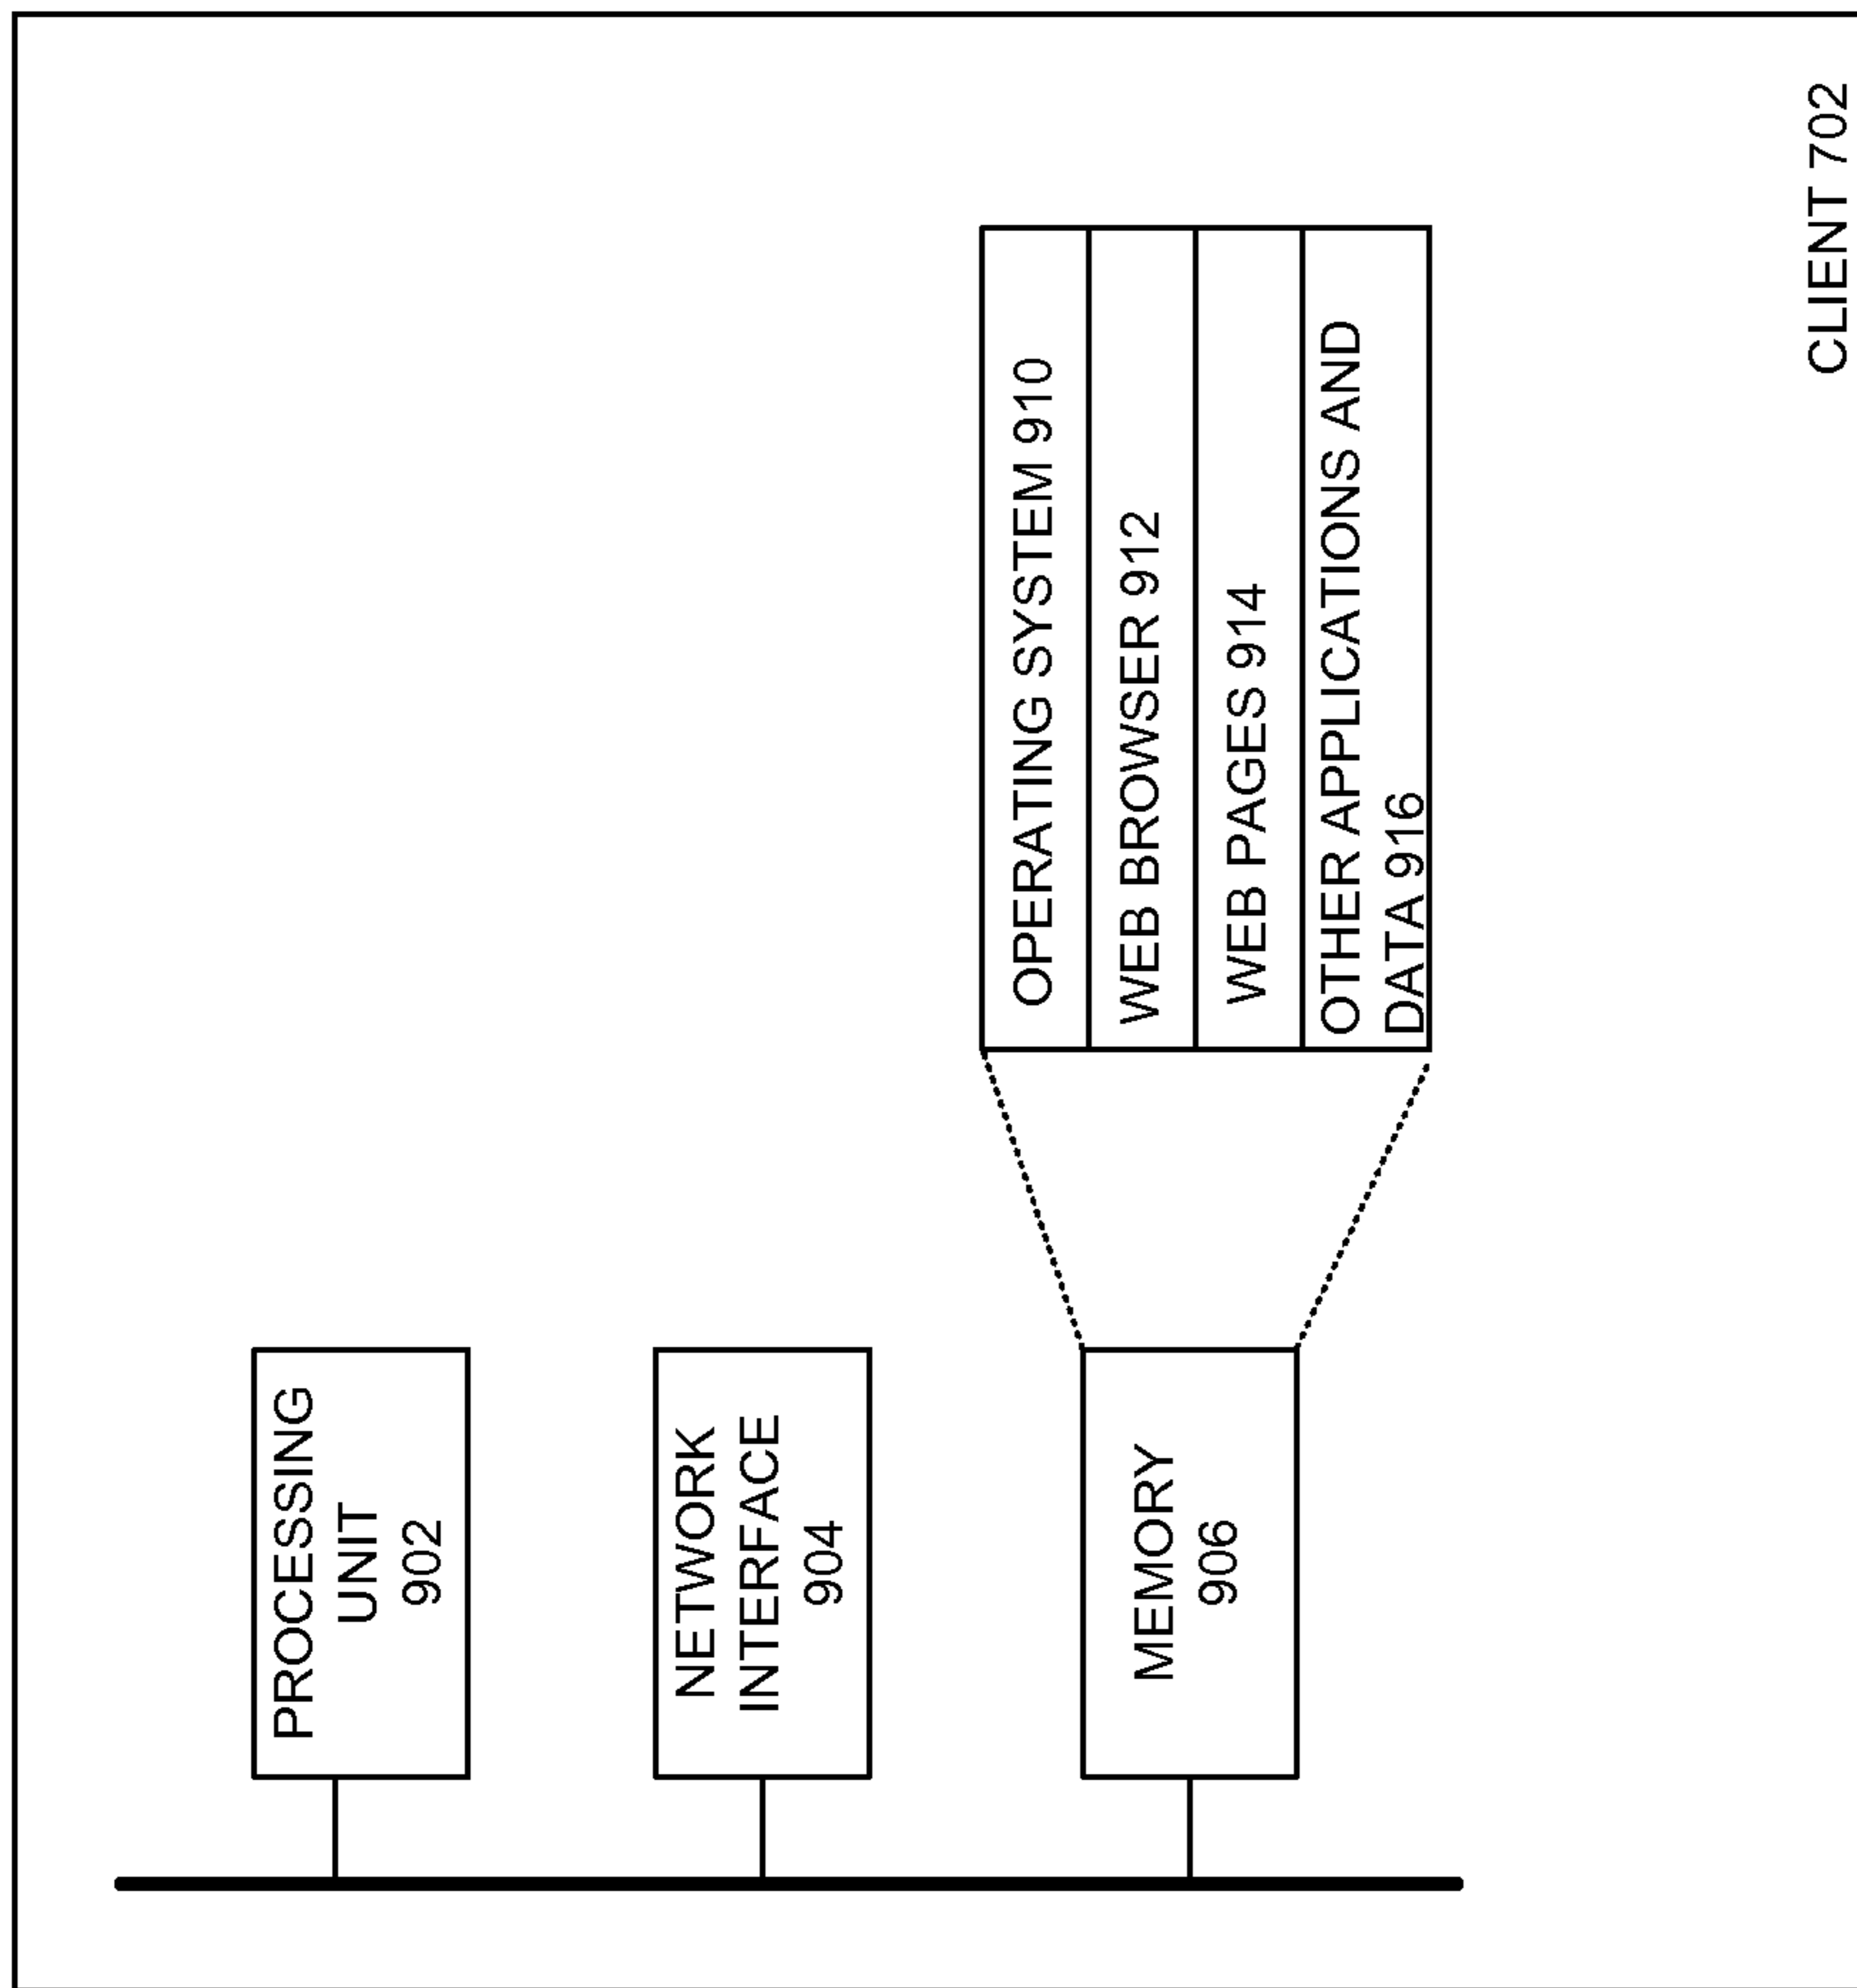 PROCESSING
UNIT
902
NETWORK
INTERFACE
904
MEMORY
906
OPERATING SYSTEM 910
WEB BROWSER 912
WEB PAGES 914
OTHER APPLICATIONS AND
DATA 916
CLIENT 702